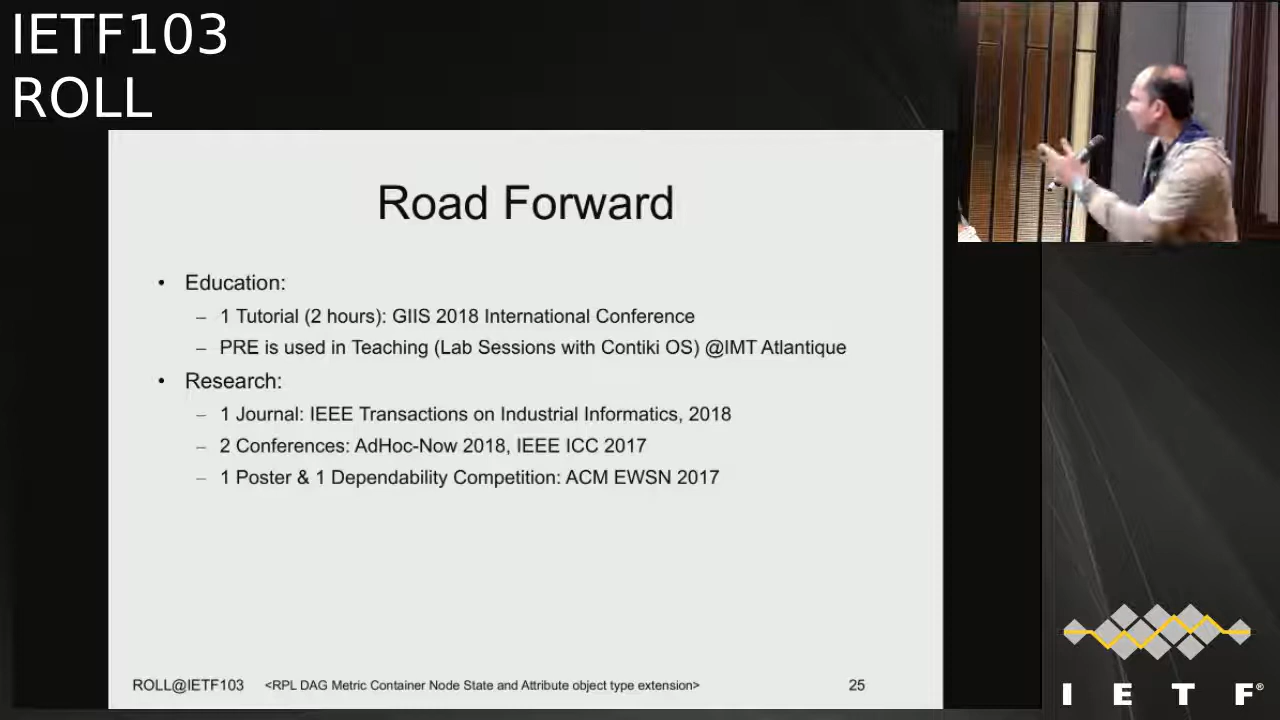 IETF103
ROLL
Road Forward
• Education:
– 1 Tutorial (2 hours): GIIS 2018 International Conference
– PRE is used in Teaching (Lab Sessions with Contiki OS) @IMT Atlantique
• Research:
– 1 Journal: IEEE Transactions on Industrial Informatics, 2018
– 2 Conferences: AdHoc-Now 2018, IEEE ICC 2017
– 1 Poster & 1 Dependability Competition: ACM EWSN 2017
ROLL@IETF103 <RPL DAG Metric Container Node State and Attribute object type extension> 25
I E T F®